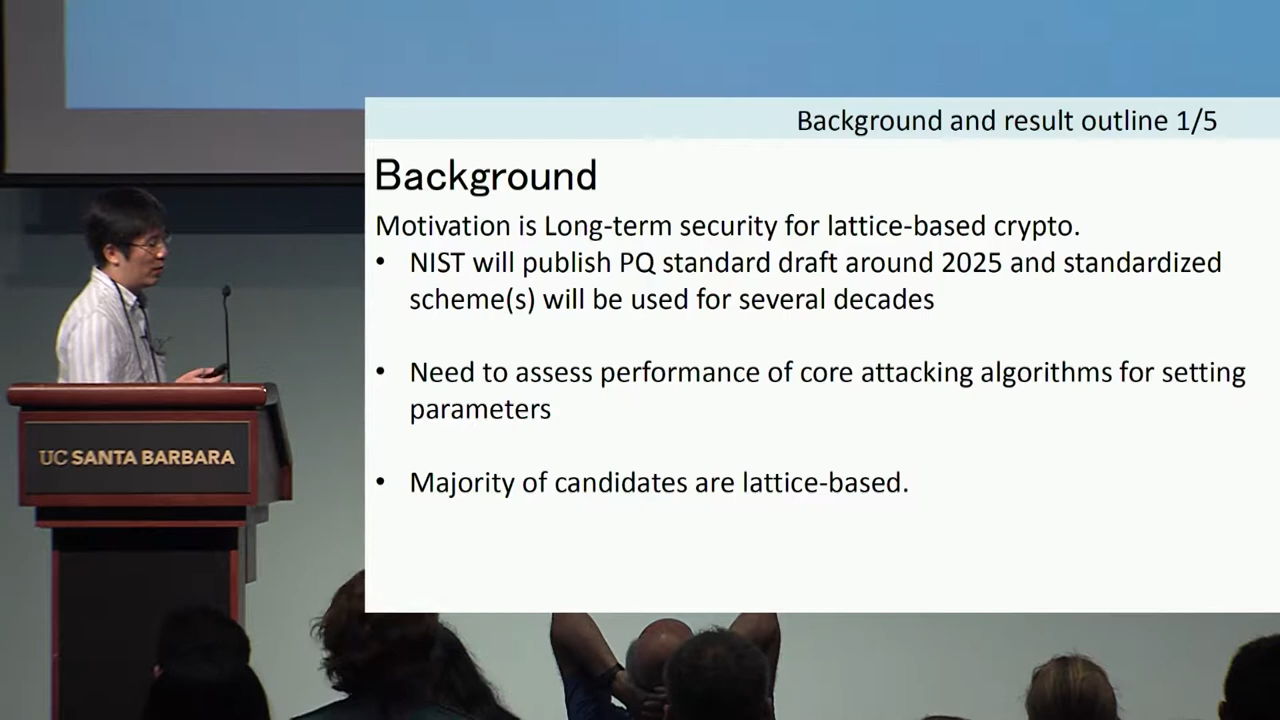 Background and result outline 1/5
Background
Motivation is Long-term security for lattice-based crypto.
• NIST will publish PQ standard draft around 2025 and standardized
scheme(s) will be used for several decades
• Need to assess performance of core attacking algorithms for setting
parameters
• Majority of candidates are lattice-based.
UC SANTA BARBARA